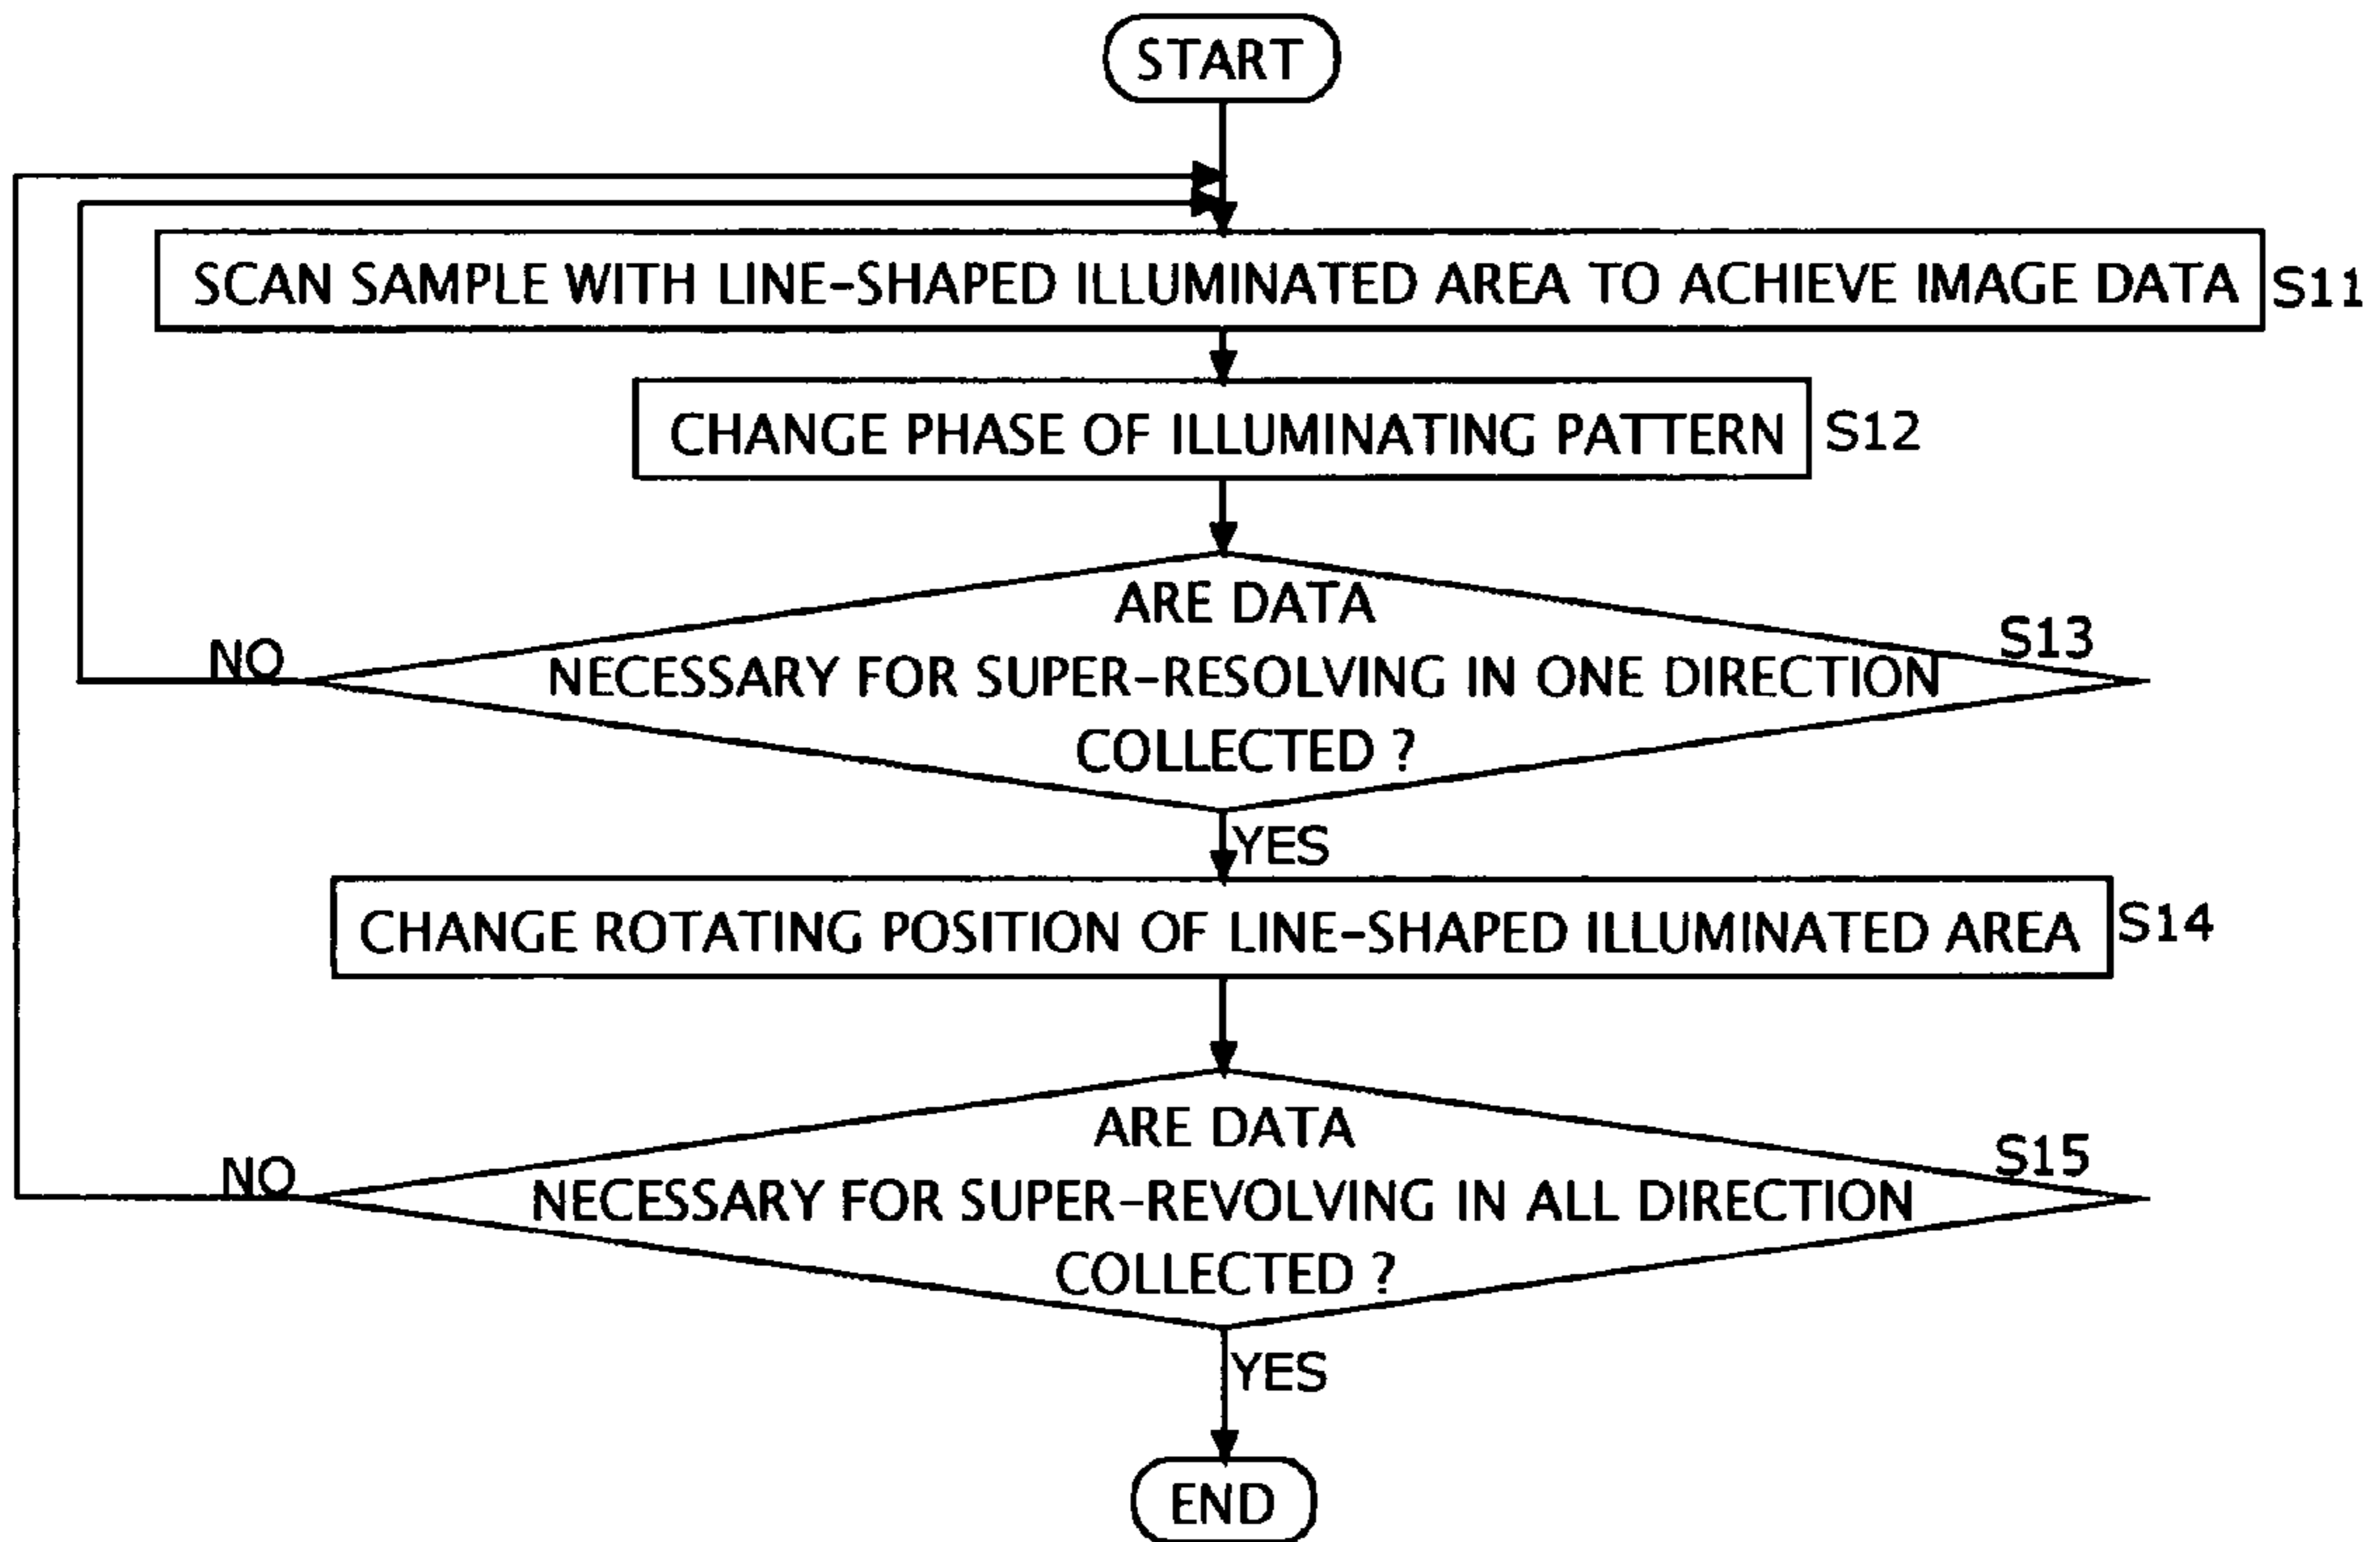 START
SCAN SAMPLE WITH LINE-SHAPED ILLUMINATED AREA TO ACHIEVE IMAGE DATA S11
CHANGE PHASE OF ILLUMINATING PATTERN S12
ARE DATA
S13
NO
NECESSARY FOR SUPER-RESOLVING IN ONE DIRECTION
COLLECTED ?
YES
CHANGE ROTATING POSITION OF LINE-SHAPED ILLUMINATED AREA S14
ARE DATA
S15
NO
NECESSARY FOR SUPER-REVOLVING IN ALL DIRECTION
COLLECTED ?
YES
END